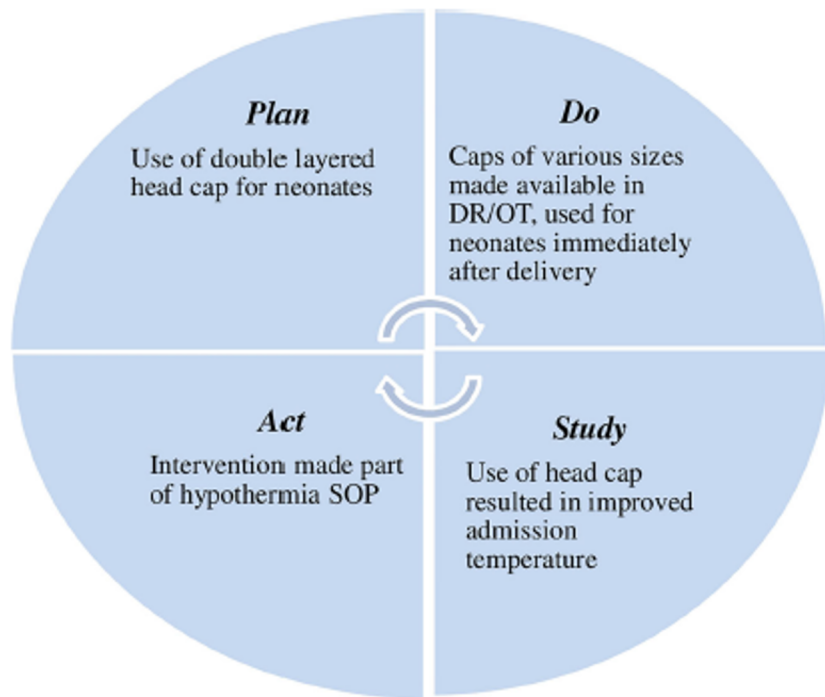 Plan
Use of double layered
head cap for neonates
Do
Caps of various sizes
made available in
DR/OT, used for
neonates immediately
after delivery
Act
Intervention made part
of hypothermia SOP
Study
Use of head cap
resulted in improved
admission
temperature